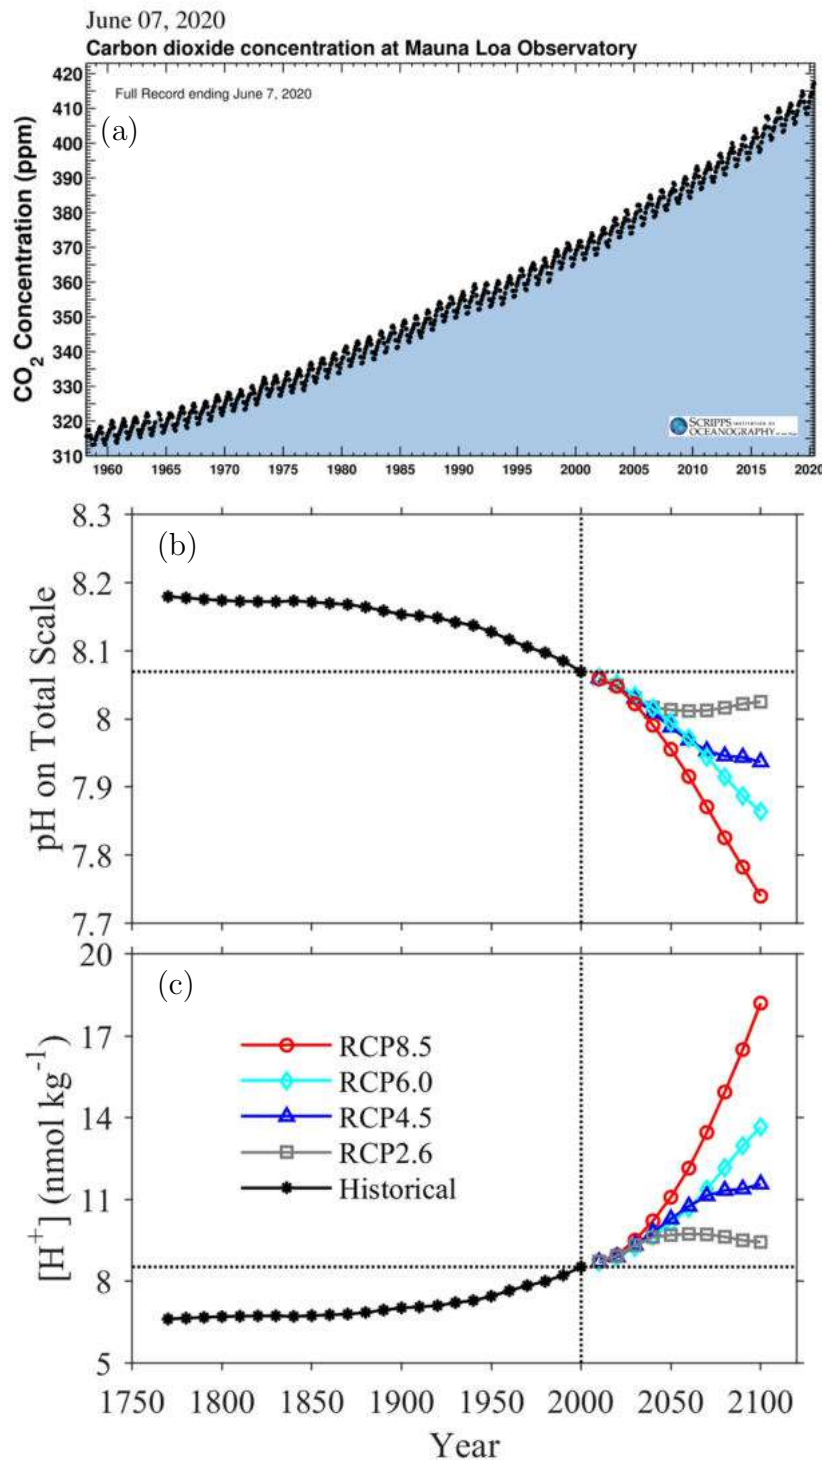 June 07, 2020
Carbon dioxide concentration at Mauna Loa Observatory
Full Record ending June 7, 2020
(a)
CO2 Concentration (ppm)
420
410
400
390
380
370
360
350
340
330
320
310
1960 1965 1970 1975 1980 1985 1990 1995 2000 2005 2010 2015 2020
SCRIPPS INSTITUTION OF
OCEANOGRAPHY
(b)
pH on Total Scale
8.3
8.2
8.1
8
7.9
7.8
7.7
(c)
[H+] (nmol kg-1)
20
17
14
11
8
5
RCP8.5
RCP6.0
RCP4.5
RCP2.6
Historical
1750 1800 1850 1900 1950 2000 2050 2100
Year